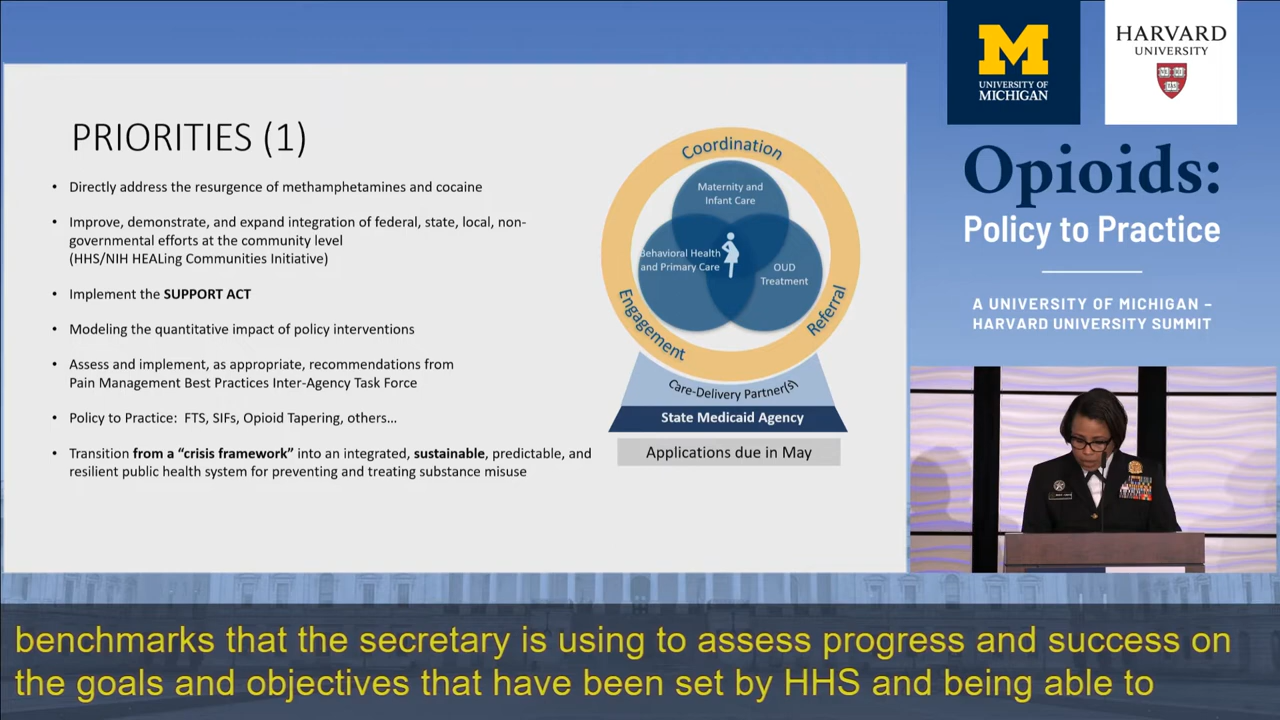 PRIORITIES (1)
• Directly address the resurgence of methamphetamines and cocaine
• Improve, demonstrate, and expand integration of federal, state, local, non-
governmental efforts at the community level
(HHS/NIH HEALing Communities Initiative)
• Implement the SUPPORT ACT
• Modeling the quantitative impact of policy interventions
• Assess and implement, as appropriate, recommendations from
Pain Management Best Practices Inter-Agency Task Force
• Policy to Practice: FTS, SIFs, Opioid Tapering, others...
• Transition from a “crisis framework” into an integrated, sustainable, predictable, and
resilient public health system for preventing and treating substance misuse
Coordination
Maternity and
Infant Care
Behavioral Health
and Primary Care
OUD
Treatment
Engagement
Referral
Care-Delivery Partner(s)
State Medicaid Agency
Applications due in May
M
UNIVERSITY OF
MICHIGAN
HARVARD
UNIVERSITY
Opioids:
Policy to Practice
A UNIVERSITY OF MICHIGAN –
HARVARD UNIVERSITY SUMMIT
benchmarks that the secretary is using to assess progress and success on
the goals and objectives that have been set by HHS and being able to